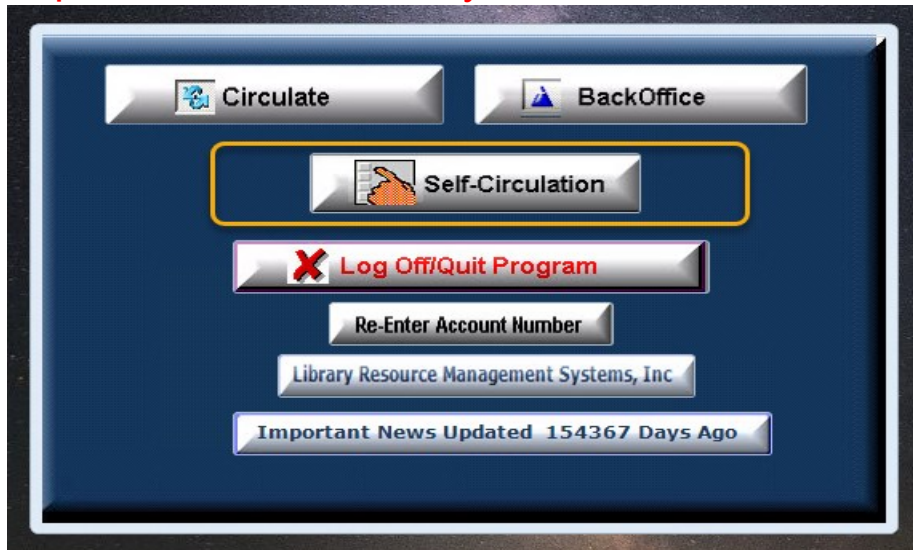 Circulate
BackOffice
Self-Circulation
Log Off/Quit Program
Re-Enter Account Number
Library Resource Management Systems, Inc
Important News Updated 154367 Days Ago